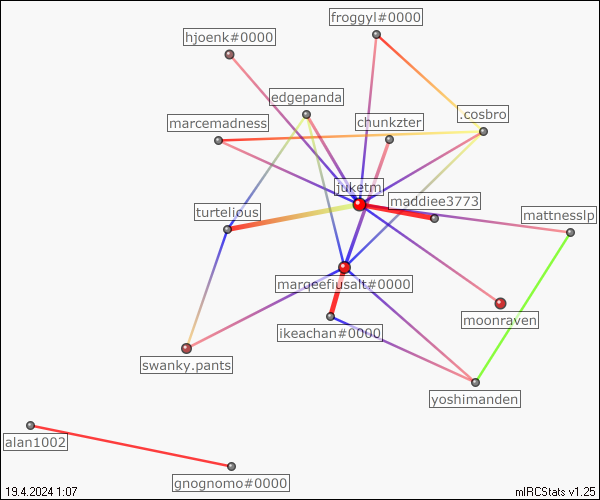 froggyl#0000
hjoenk#0000
edgepanda
marcemadness
chunkzter
.cosbro
juketm
maddiee3773
turtelious
mattnesslp
marqeefiusalt#0000
moonraven
ikeachan#0000
swanky.pants
yoshimanden
alan1002
gnognomo#0000
19.4.2024 1:07
mIRCStats v1.25